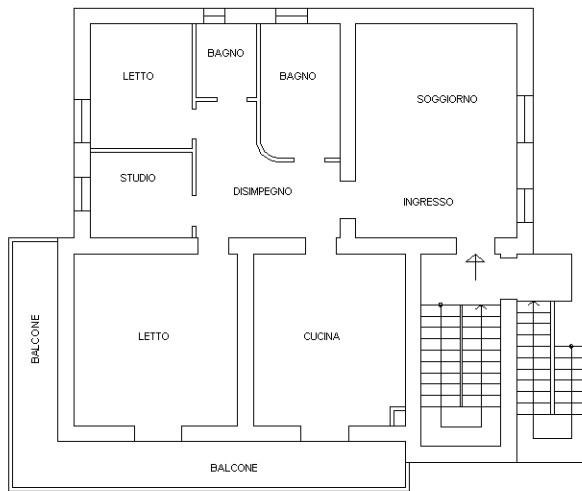 BAGNO
LETTO
BAGNO
SOGGIORNO
STUDIO
DISIMPEGNO
INGRESSO
BALCONE
LETTO
CUCINA
BALCONE